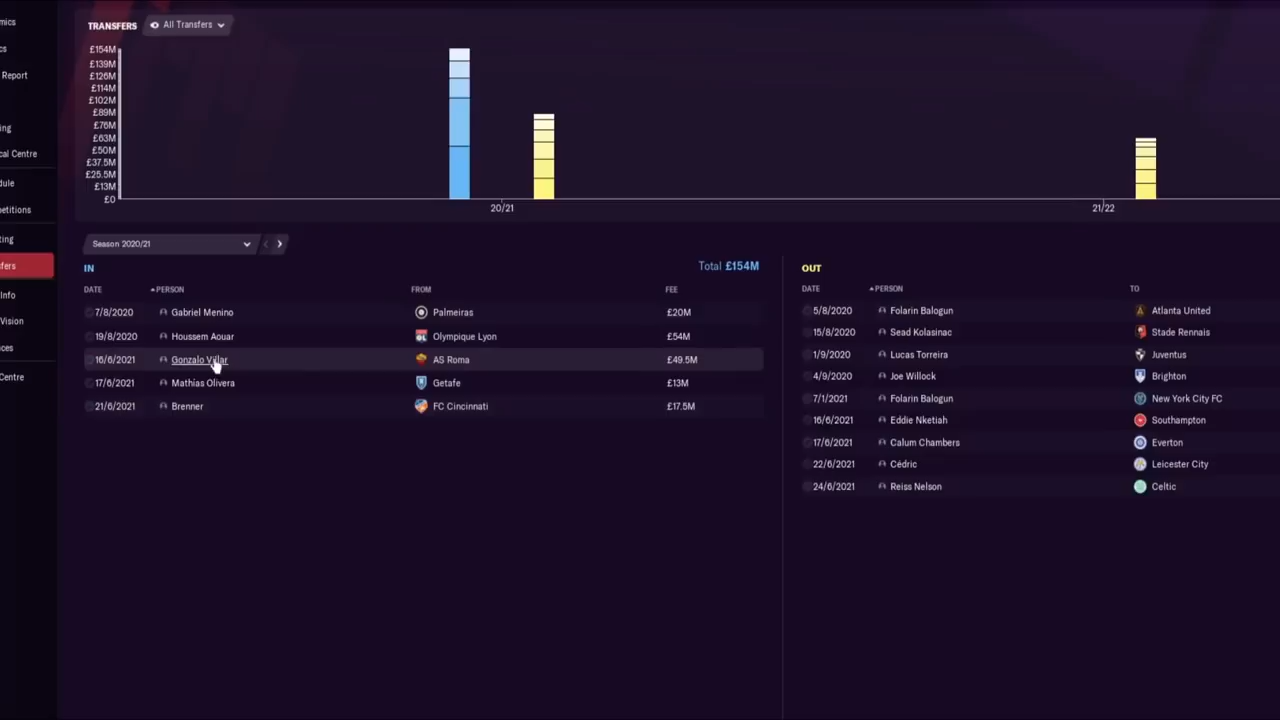 mics
TRANSFERS All Transfers
cs
Report
£154M
£139M
£126M
£114M
£102M
£89M
£76M
£63M
£50M
£37.5M
£25.5M
£13M
£0
20/21 21/22
ing
cal Centre
dule
petitions
ting
sfers
Info
Vision
ces
Centre
Season 2020/21
IN Total £154M
DATE PERSON FROM FEE
7/8/2020 Gabriel Menino Palmeiras £20M
19/8/2020 Houssem Aouar Olympique Lyon £54M
16/6/2021 Gonzalo Villar AS Roma £49.5M
17/6/2021 Mathías Olivera Getafe £13M
21/6/2021 Brenner FC Cincinnati £17.5M
OUT
DATE PERSON TO
5/8/2020 Folarin Balogun Atlanta United
15/8/2020 Sead Kolasinac Stade Rennais
1/9/2020 Lucas Torreira Juventus
4/9/2020 Joe Willock Brighton
7/1/2021 Folarin Balogun New York City FC
16/6/2021 Eddie Nketiah Southampton
17/6/2021 Calum Chambers Everton
22/6/2021 Cédric Leicester City
24/6/2021 Reiss Nelson Celtic